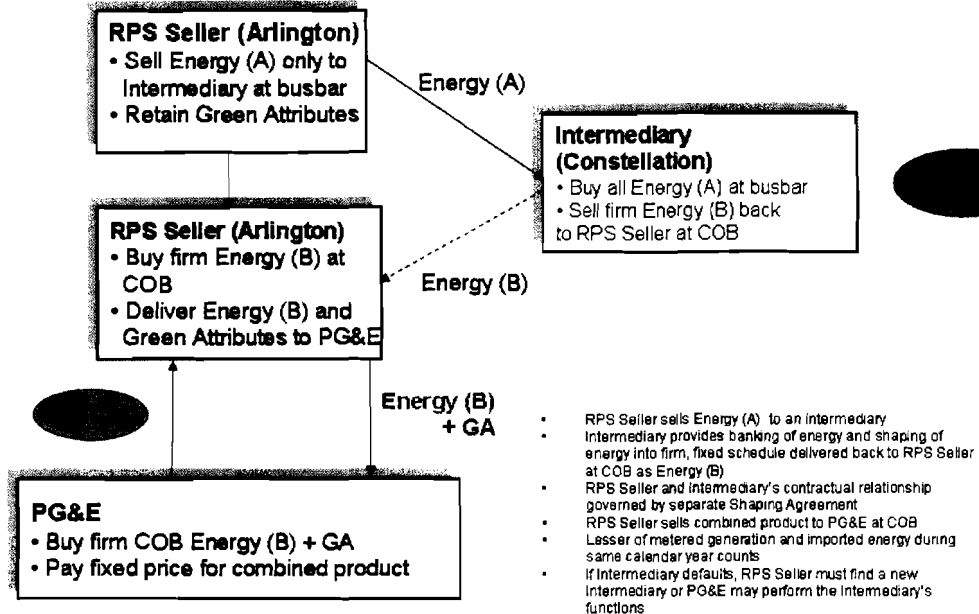 RPS Seller (Arlington)
• Sell Energy (A) only to
Intermediary at busbar
• Retain Green Attributes
Energy (A)
Intermediary
(Constellation)
• Buy all Energy (A) at busbar
• Sell firm Energy (B) back
to RPS Seller at COB
RPS Seller (Arlington)
• Buy firm Energy (B) at
COB
• Deliver Energy (B) and
Green Attributes to PG&E
Energy (B)
Energy (B)
+ GA
PG&E
• Buy firm COB Energy (B) + GA
• Pay fixed price for combined product
• RPS Seller sells Energy (A) to an intermediary
• Intermediary provides banking of energy and shaping of
energy into firm, fixed schedule delivered back to RPS Seller
at COB as Energy (B)
• RPS Seller and Intermediary's contractual relationship
governed by separate Shaping Agreement
• RPS Seller sells combined product to PG&E at COB
• Lesser of metered generation and imported energy during
same calendar year counts
• If Intermediary defaults, RPS Seller must find a new
Intermediary or PG&E may perform the Intermediary's
functions